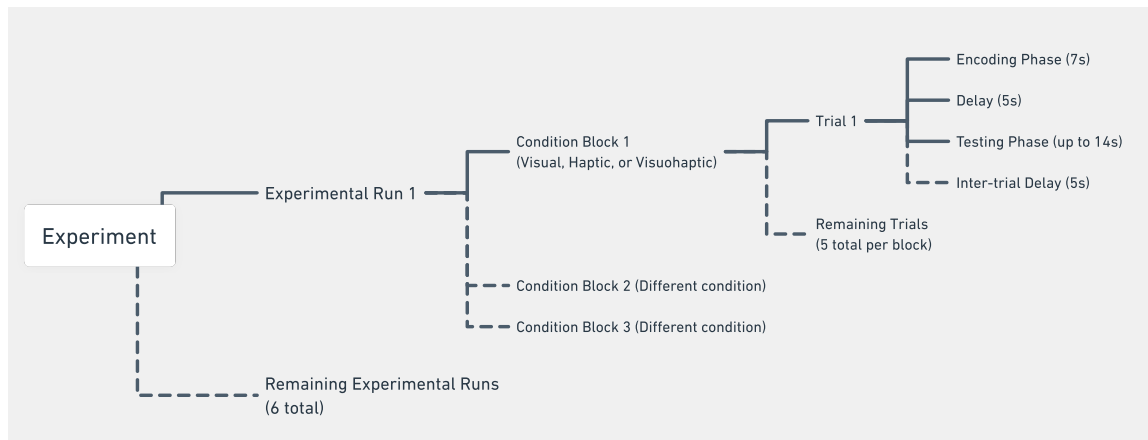 Experiment
Experimental Run 1
Condition Block 1
(Visual, Haptic, or Visuohaptic)
Trial 1
Encoding Phase (7s)
Delay (5s)
Testing Phase (up to 14s)
Inter-trial Delay (5s)
Remaining Trials
(5 total per block)
Condition Block 2 (Different condition)
Condition Block 3 (Different condition)
Remaining Experimental Runs
(6 total)